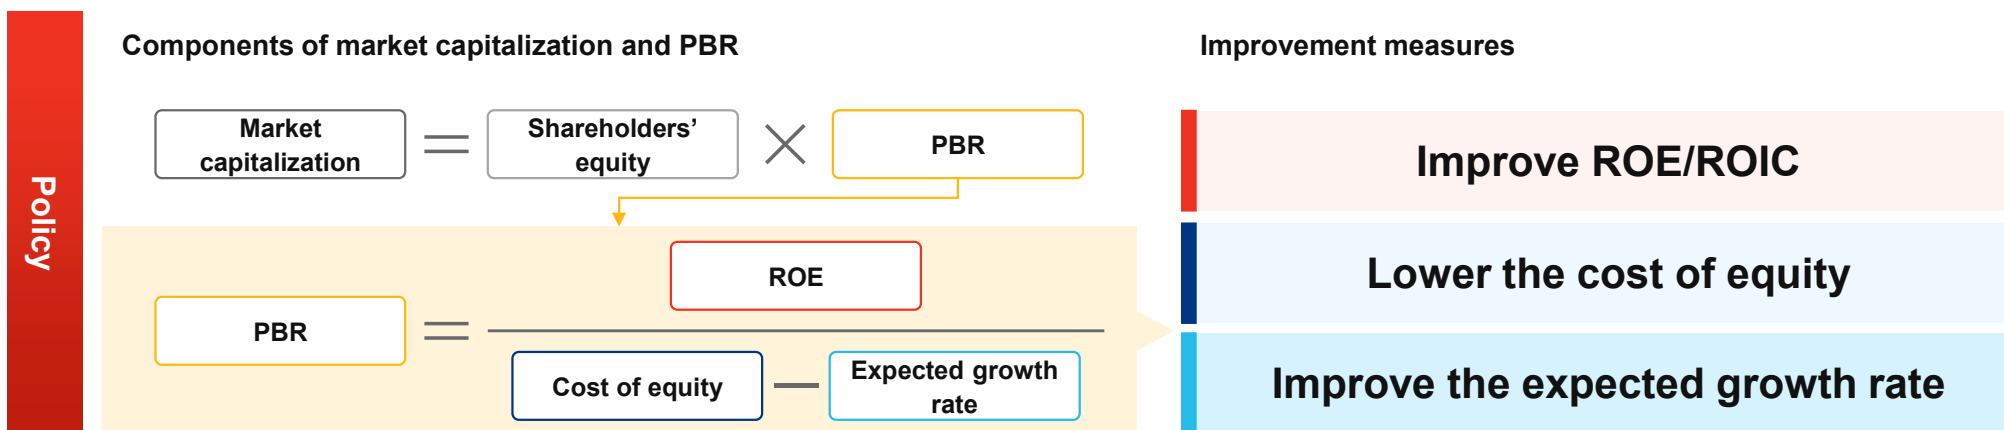 Policy
Components of market capitalization and PBR
Market
capitalization
Shareholders’
equity
PBR
PBR
ROE
Cost of equity
Expected growth
rate
Improvement measures
Improve ROE/ROIC
Lower the cost of equity
Improve the expected growth rate